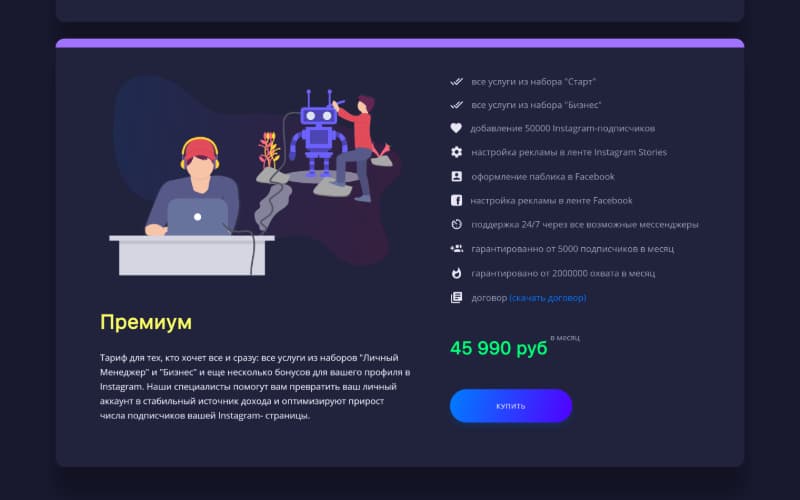 все услуги из набора "Старт"
все услуги из набора "Бизнес"
добавление 50000 Instagram-подписчиков
настройка рекламы в ленте Instagram Stories
оформление паблика в Facebook
настройка рекламы в ленте Facebook
поддержка 24/7 через все возможные мессенджеры
гарантированно от 5000 подписчиков в месяц
гарантировано от 2000000 охвата в месяц
договор (скачать договор)
Премиум
Тариф для тех, кто хочет все и сразу: все услуги из наборов "Личный
Менеджер" и "Бизнес" и еще несколько бонусов для вашего профиля в
Instagram. Наши специалисты помогут вам превратить ваш личный
аккаунт в стабильный источник дохода и оптимизируют прирост
числа подписчиков вашей Instagram- страницы.
45 990 руб в месяц
КУПИТЬ